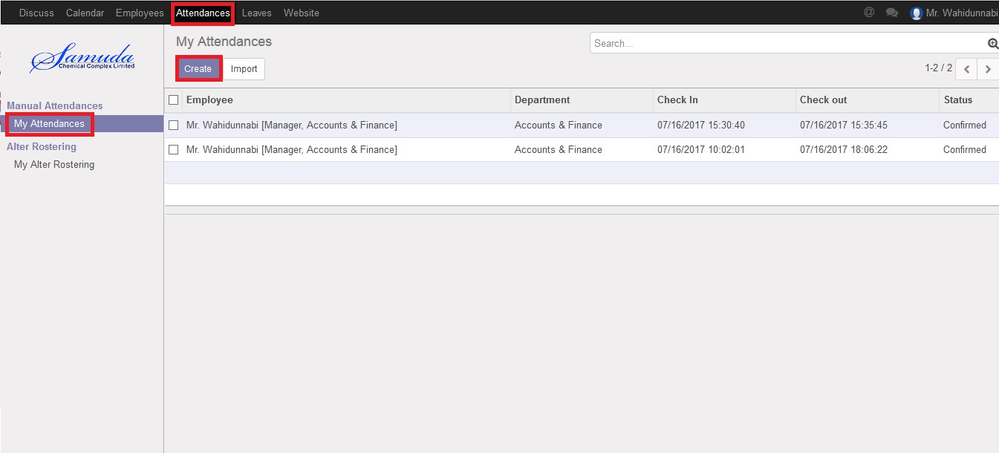 Discuss Calendar Employees Attendances Leaves Website @ Mr. Wahidunnabi
Samuda
Chemical Complex Limited
Manual Attendances
My Attendances
Alter Rostering
My Alter Rostering
My Attendances
Search...
Create Import
1-2 / 2
Employee Department Check In Check out Status
Mr. Wahidunnabi [Manager, Accounts & Finance] Accounts & Finance 07/16/2017 15:30:40 07/16/2017 15:35:45 Confirmed
Mr. Wahidunnabi [Manager, Accounts & Finance] Accounts & Finance 07/16/2017 10:02:01 07/16/2017 18:06:22 Confirmed